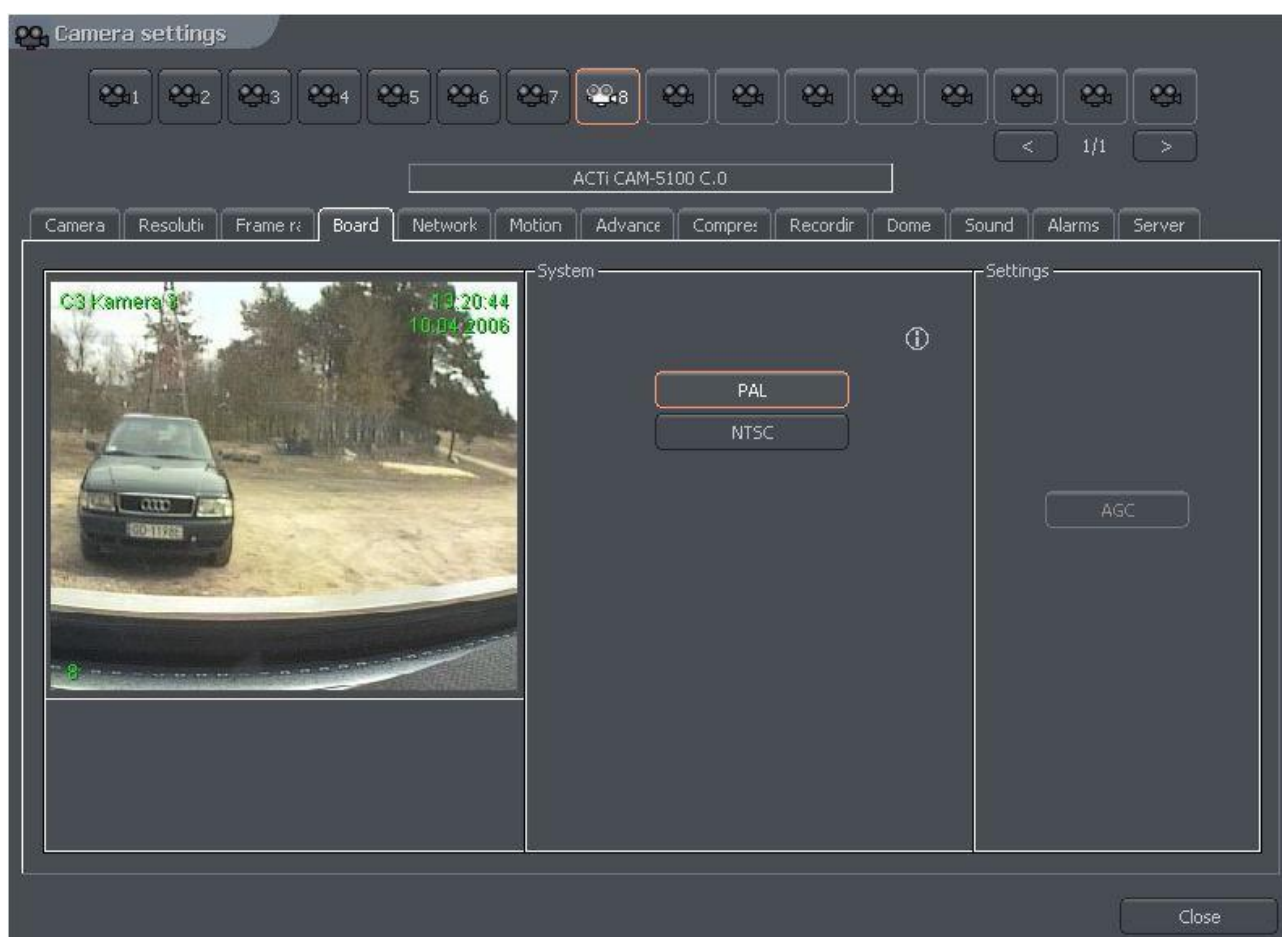 Camera settings
1 2 3 4 5 6 7 8
< 1/1 >
ACTi CAM-5100 C.0
Camera Resoluti Frame ra Board Network Motion Advance Compres Recordin Dome Sound Alarms Server
System
Settings
C3 Kamera 3
13:20:44
10.04.2006
PAL
NTSC
AGC
8
Close